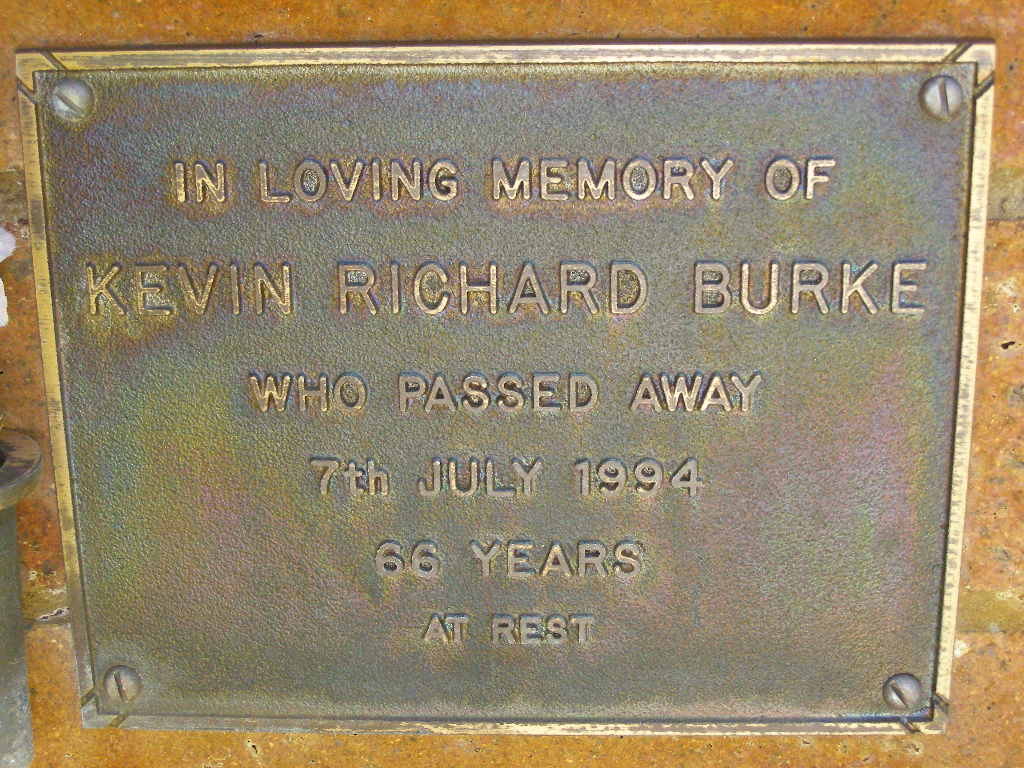 IN LOVING MEMORY OF
KEVIN RICHARD BURKE
WHO PASSED AWAY
7th JULY 1994
66 YEARS
AT REST